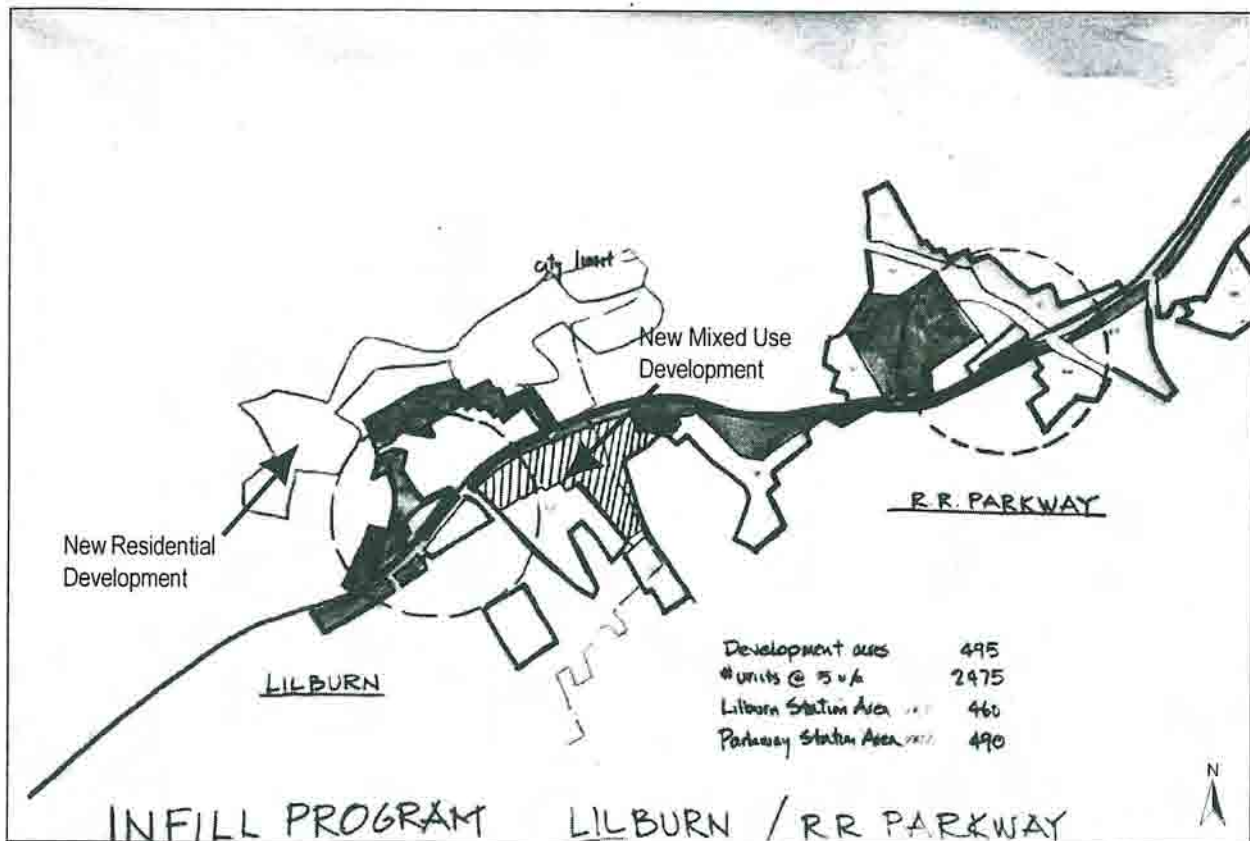 City limit
New Mixed Use
Development
R.R. PARKWAY
New Residential
Development
LILBURN
Development acres 495
# units @ 5 u/a 2475
Lilburn Station Area 460
Parkway Station Area 490
N
INFILL PROGRAM LILBURN / RR PARKWAY